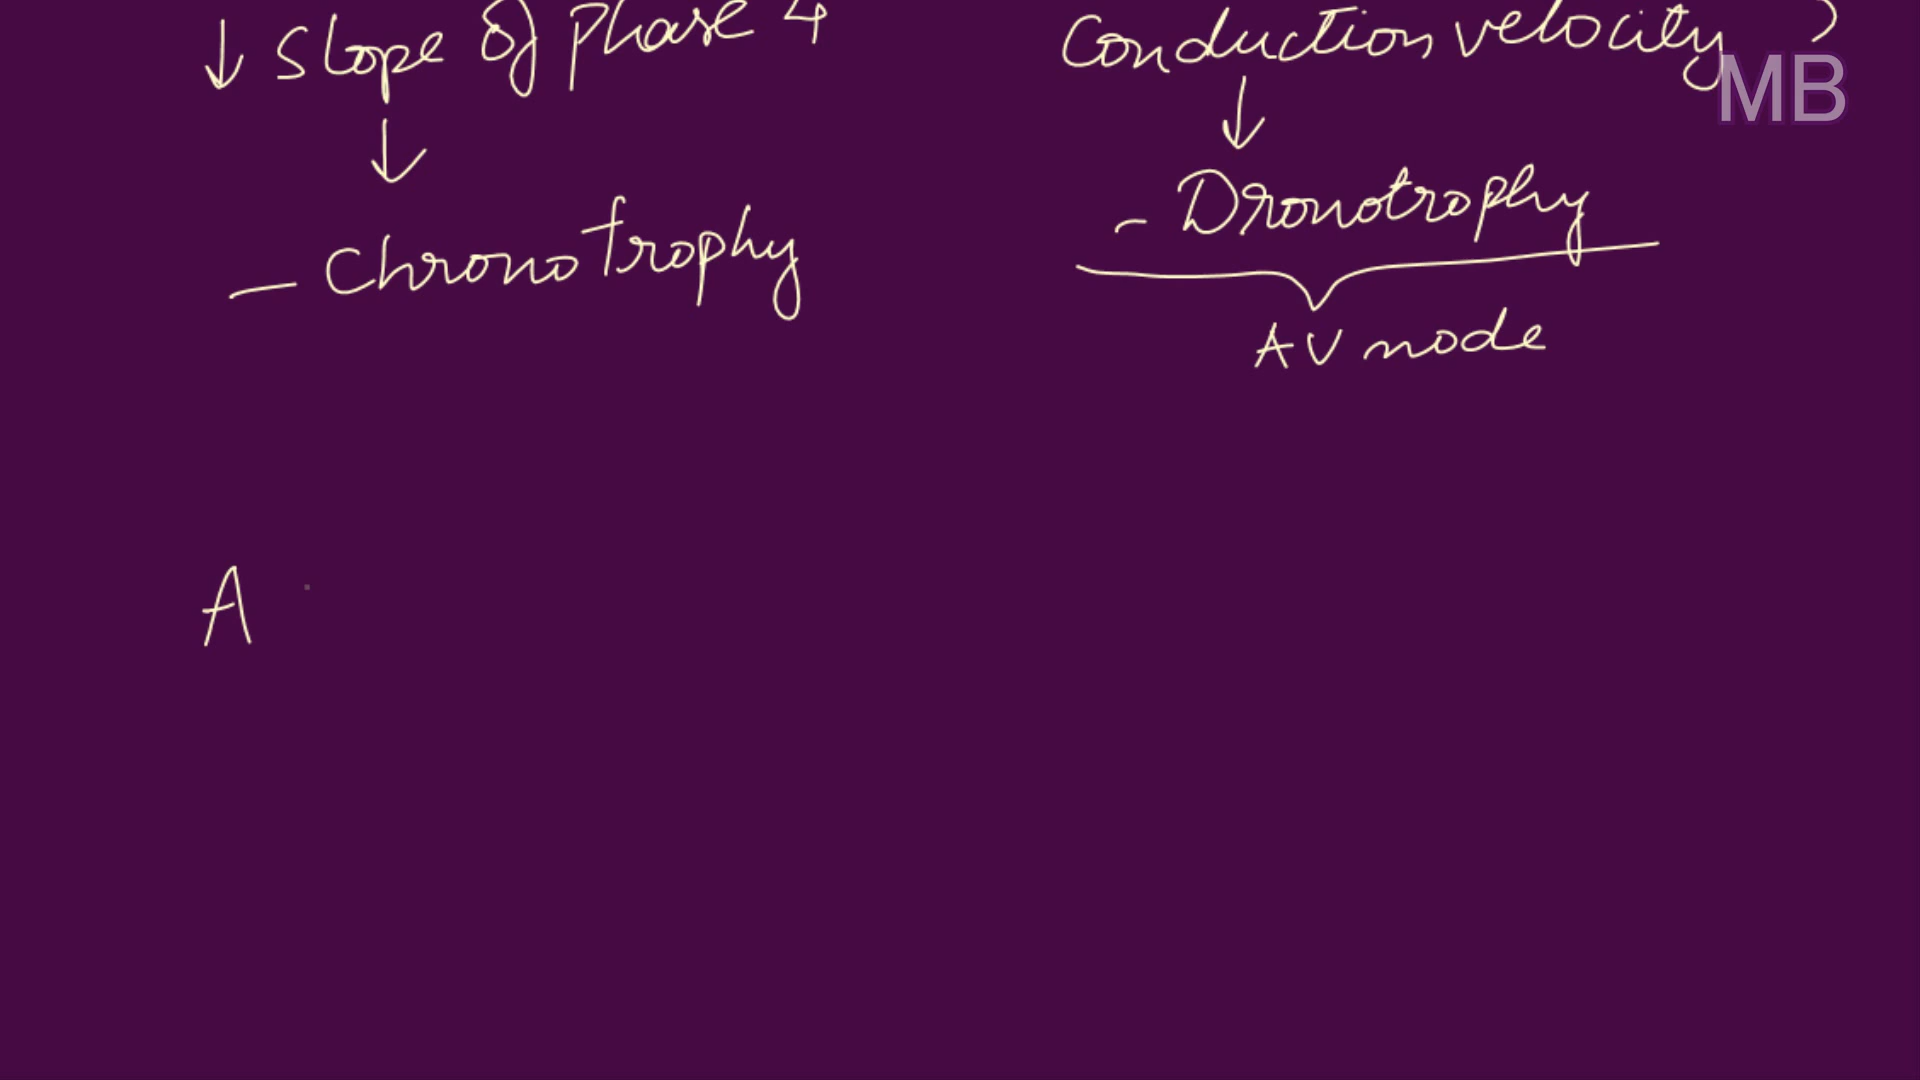 ↓ Slope of phase 4
↓
- Chronotrophy
Conduction velocity
MB
↓
- Dronotrophy
AV node
A